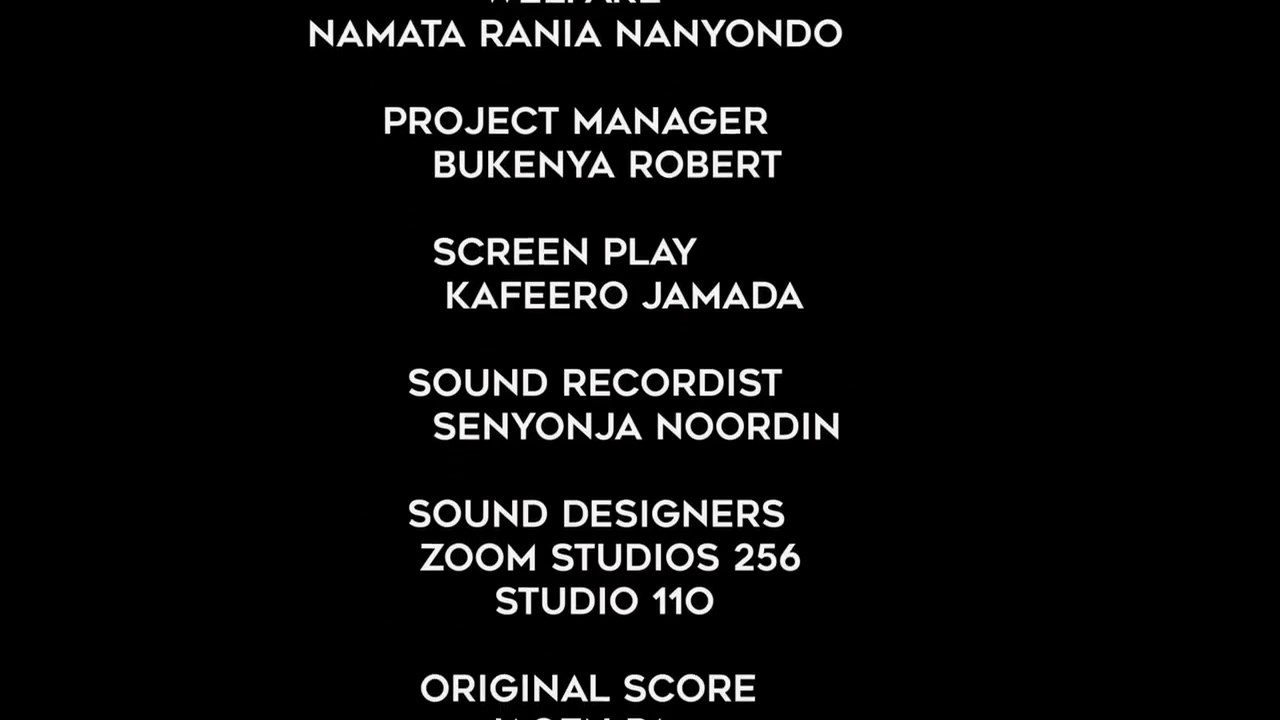 WELFARE
NAMATA RANIA NANYONDO
PROJECT MANAGER
BUKENYA ROBERT
SCREEN PLAY
KAFEERO JAMADA
SOUND RECORDIST
SENYONJA NOORDIN
SOUND DESIGNERS
ZOOM STUDIOS 256
STUDIO 110
ORIGINAL SCORE